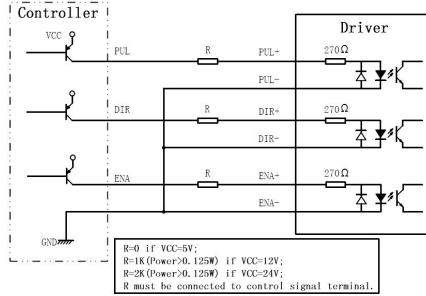 Controller
Driver
VCC
PUL
R
PUL+
270Ω
PUL-
DIR
R
DIR+
270Ω
DIR-
ENA
R
ENA+
270Ω
ENA-
GND
R=0 if VCC=5V;
R=1K(Power>0.125W) if VCC=12V;
R=2K(Power>0.125W) if VCC=24V;
R must be connected to control signal terminal.